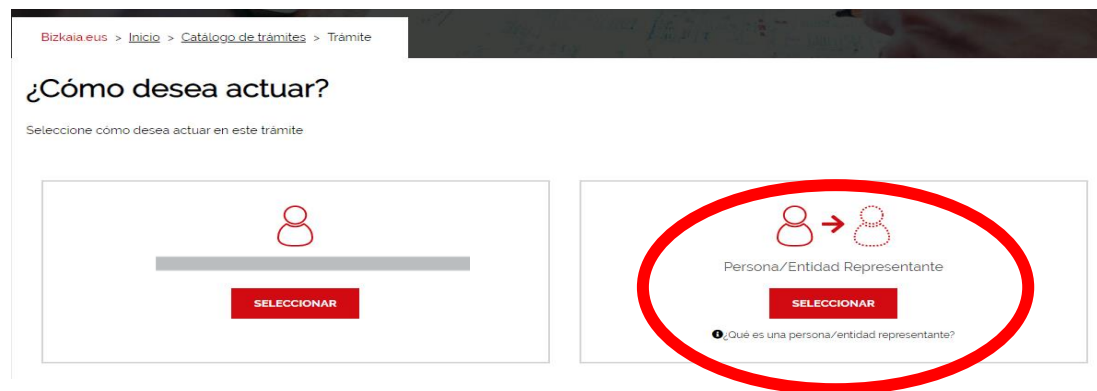 Bizkaia.eus > Inicio > Catálogo de trámites > Trámite
¿Cómo desea actuar?
Seleccione cómo desea actuar en este trámite
SELECCIONAR
Persona/Entidad Representante
SELECCIONAR
¿Qué es una persona/entidad representante?